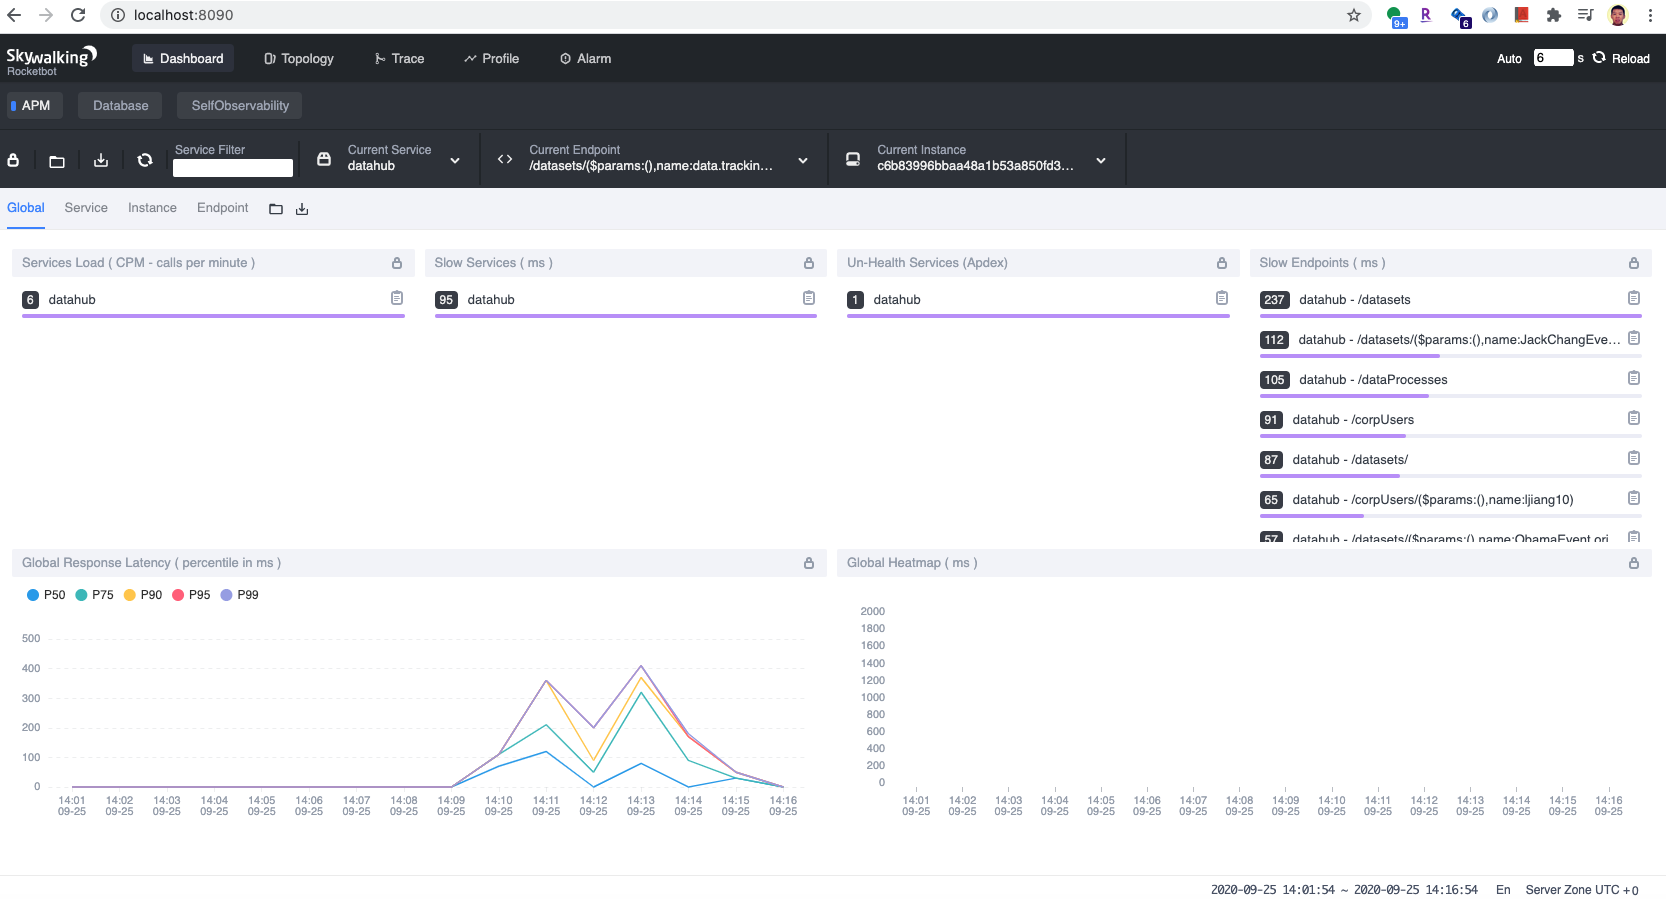 localhost:8090
9+
R
6
Skywalking
Rocketbot
Dashboard
Topology
Trace
Profile
Alarm
Auto
6
s
Reload
APM
Database
SelfObservability
Service Filter
Current Service
datahub
Current Endpoint
/datasets/($params:(),name:data.trackin...
Current Instance
c6b83996bbaa48a1b53a850fd3...
Global
Service
Instance
Endpoint
Services Load ( CPM - calls per minute )
6 datahub
Slow Services ( ms )
95 datahub
Un-Health Services (Apdex)
1 datahub
Slow Endpoints ( ms )
237 datahub - /datasets
112 datahub - /datasets/($params:(),name:JackChangEve...
105 datahub - /dataProcesses
91 datahub - /corpUsers
87 datahub - /datasets/
65 datahub - /corpUsers/($params:(),name:ljiang10)
57 datahub - /datasets/($params:(),name:ObamaEvent.ori
Global Response Latency ( percentile in ms )
P50 P75 P90 P95 P99
500
400
300
200
100
0
14:01 14:02 14:03 14:04 14:05 14:06 14:07 14:08 14:09 14:10 14:11 14:12 14:13 14:14 14:15 14:16
09-25 09-25 09-25 09-25 09-25 09-25 09-25 09-25 09-25 09-25 09-25 09-25 09-25 09-25 09-25 09-25
Global Heatmap ( ms )
2000
1800
1600
1400
1200
1000
800
600
400
200
0
14:01 14:02 14:03 14:04 14:05 14:06 14:07 14:08 14:09 14:10 14:11 14:12 14:13 14:14 14:15 14:16
09-25 09-25 09-25 09-25 09-25 09-25 09-25 09-25 09-25 09-25 09-25 09-25 09-25 09-25 09-25 09-25
2020-09-25 14:01:54 ~ 2020-09-25 14:16:54
En
Server Zone UTC +0